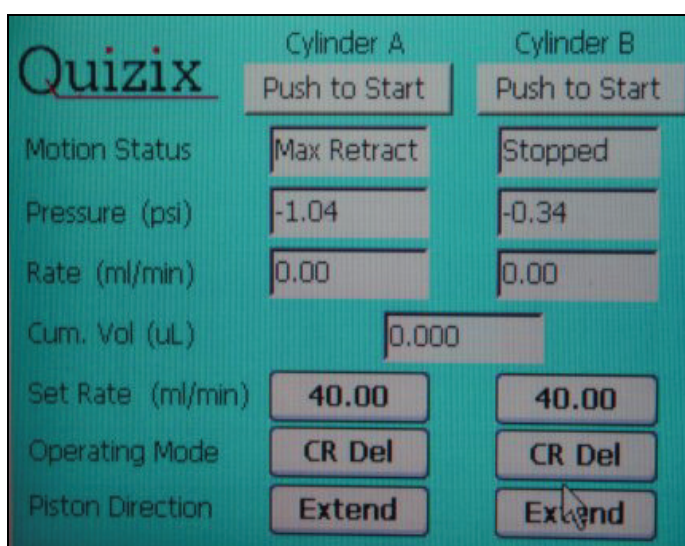 Quizix
Cylinder A Cylinder B
Push to Start Push to Start
Motion Status Max Retract Stopped
Pressure (psi) -1.04 -0.34
Rate (ml/min) 0.00 0.00
Cum. Vol (uL) 0.000
Set Rate (ml/min) 40.00 40.00
Operating Mode CR Del CR Del
Piston Direction Extend Extend